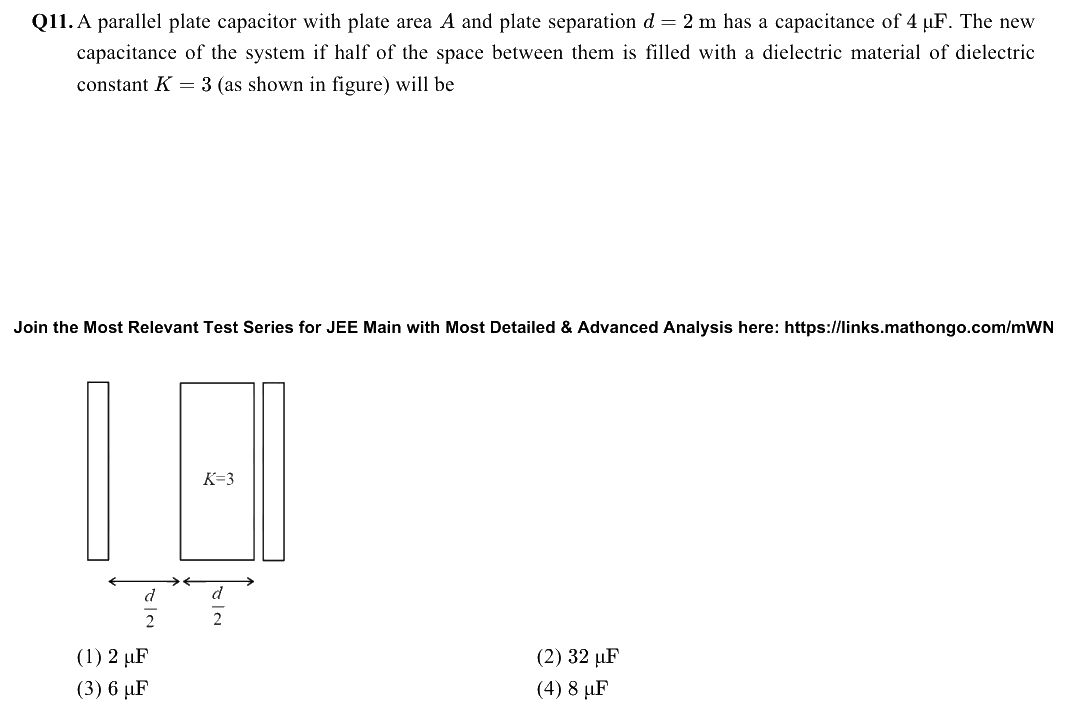 Q11. A parallel plate capacitor with plate area A and plate separation d = 2 m has a capacitance of 4 μF. The new
capacitance of the system if half of the space between them is filled with a dielectric material of dielectric
constant K = 3 (as shown in figure) will be
Join the Most Relevant Test Series for JEE Main with Most Detailed & Advanced Analysis here: https://links.mathongo.com/mWN
K=3
d/2 d/2
(1) 2 μF (2) 32 μF
(3) 6 μF (4) 8 μF